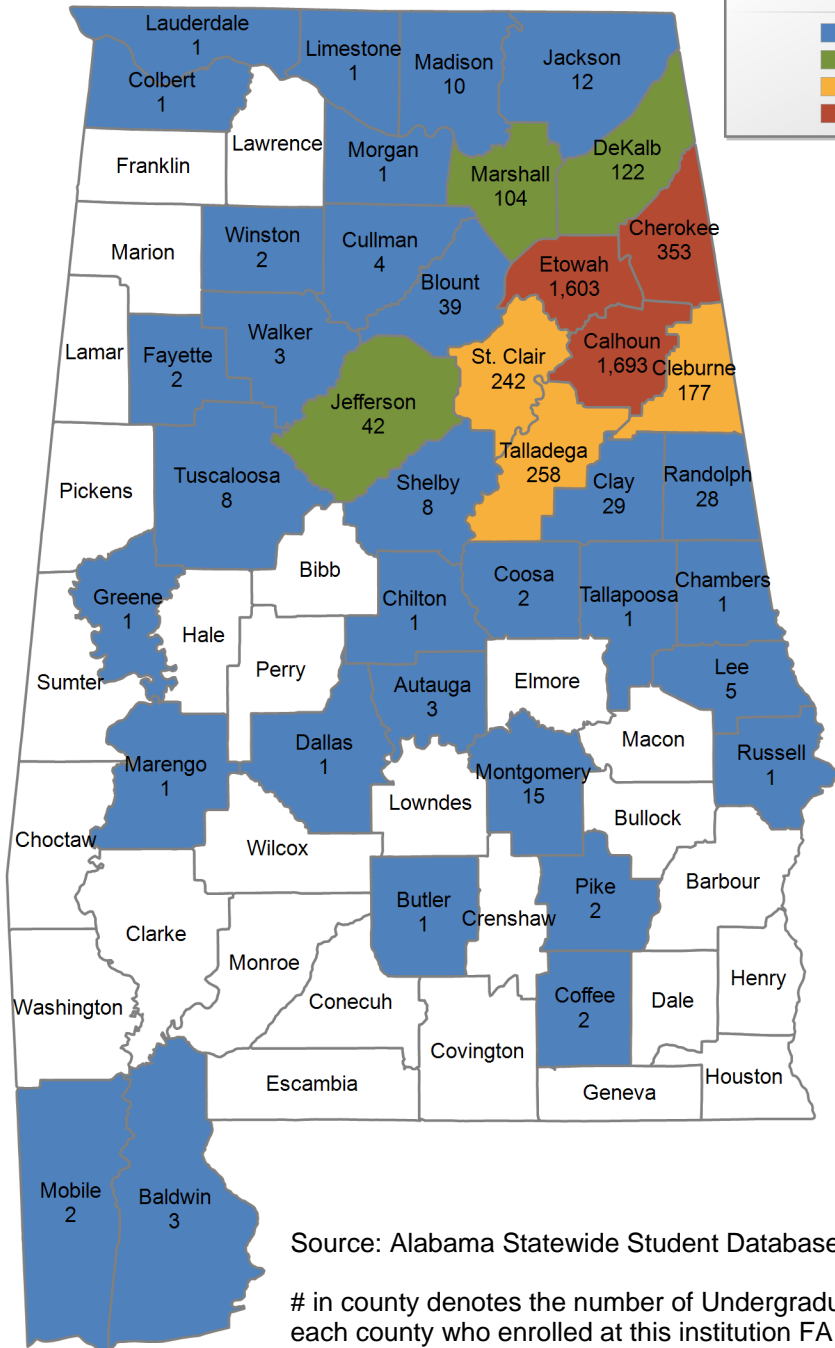 Lauderdale
1
Limestone
1
Madison
10
Jackson
12
Colbert
1
Lawrence
Franklin
Morgan
1
Marshall
104
DeKalb
122
Cherokee
353
Marion
Winston
2
Cullman
4
Blount
39
Etowah
1,603
Lamar
Fayette
2
Walker
3
St. Clair
242
Calhoun
1,693
Cleburne
177
Jefferson
42
Pickens
Tuscaloosa
8
Shelby
8
Talladega
258
Clay
29
Randolph
28
Bibb
Greene
1
Hale
Chilton
1
Coosa
2
Tallapoosa
1
Chambers
1
Sumter
Perry
Autauga
3
Elmore
Lee
5
Marengo
1
Dallas
1
Lowndes
Montgomery
15
Macon
Russell
1
Choctaw
Wilcox
Bullock
Clarke
Butler
1
Crenshaw
Pike
2
Barbour
Washington
Monroe
Conecuh
Covington
Coffee
2
Dale
Henry
Escambia
Geneva
Houston
Mobile
2
Baldwin
3
Source: Alabama Statewide Student Database
# in county denotes the number of Undergradu
each county who enrolled at this institution FA